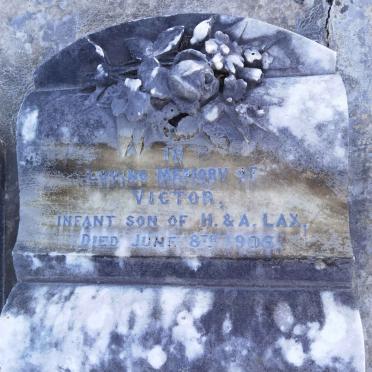 IN
LOVING MEMORY OF
VICTOR,
INFANT SON OF H. & A. LAX,
DIED JUNE 8TH 1906.